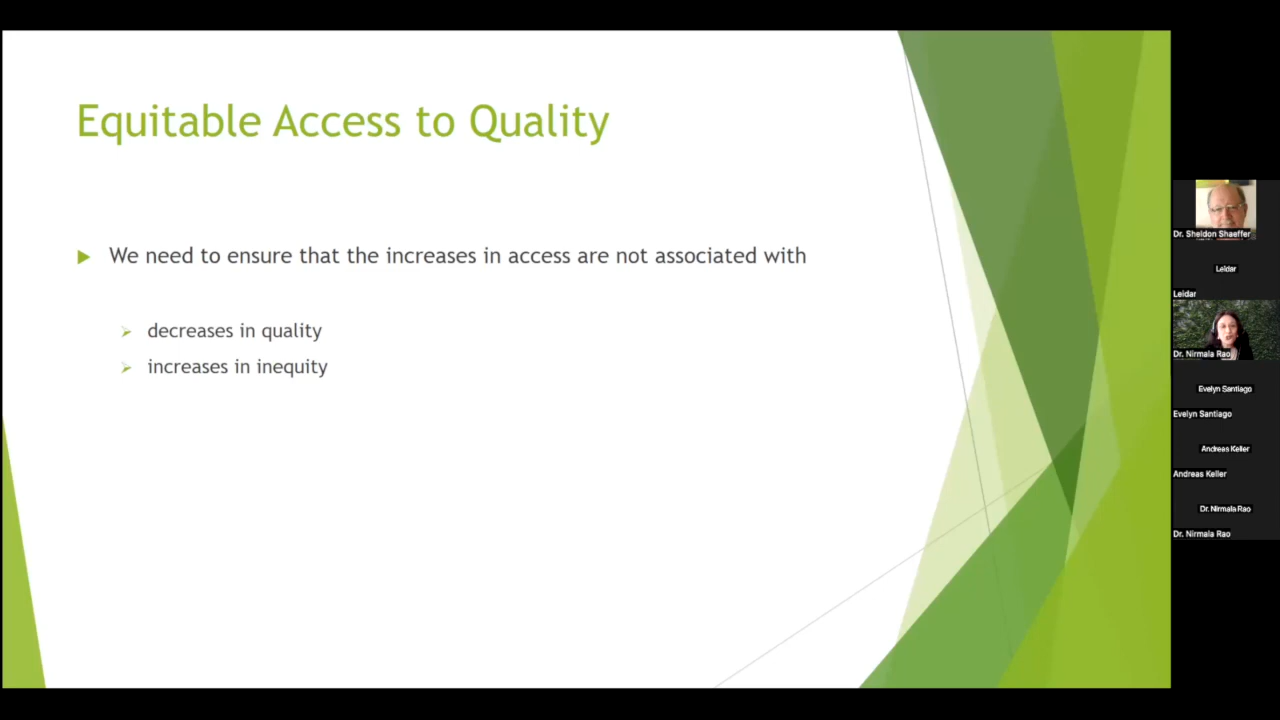 Equitable Access to Quality
We need to ensure that the increases in access are not associated with
decreases in quality
increases in inequity
Dr. Sheldon Shaeffer
Leidar
Leidar
Dr. Nirmala Rao
Evelyn Santiago
Evelyn Santiago
Andreas Keller
Andreas Keller
Dr. Nirmala Rao
Dr. Nirmala Rao